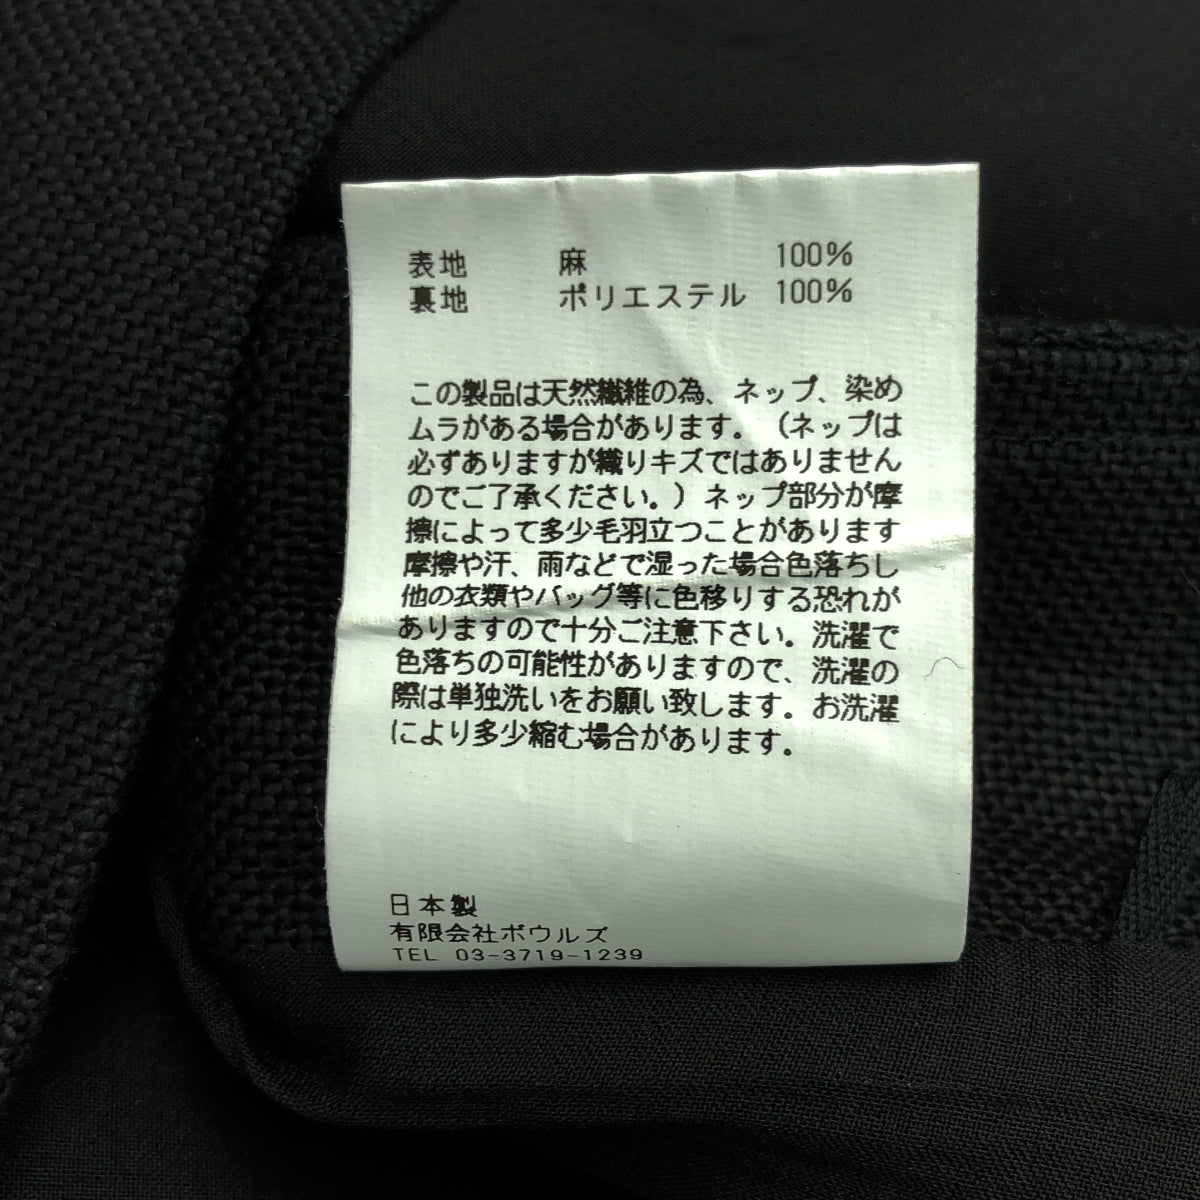 表地 麻 100%
裏地 ポリエステル 100%
この製品は天然繊維の為、ネップ、染め
ムラがある場合があります。（ネップは
必ずありますが織りキズではありません
のでご了承ください。）ネップ部分が摩
擦によって多少毛羽立つことがあります
摩擦や汗、雨などで湿った場合色落ちし
他の衣類やバッグ等に色移りする恐れが
ありますので十分ご注意下さい。洗濯で
色落ちの可能性がありますので、洗濯の
際は単独洗いをお願い致します。お洗濯
により多少縮む場合があります。
日本製
有限会社ボウルズ
TEL 03-3719-1239